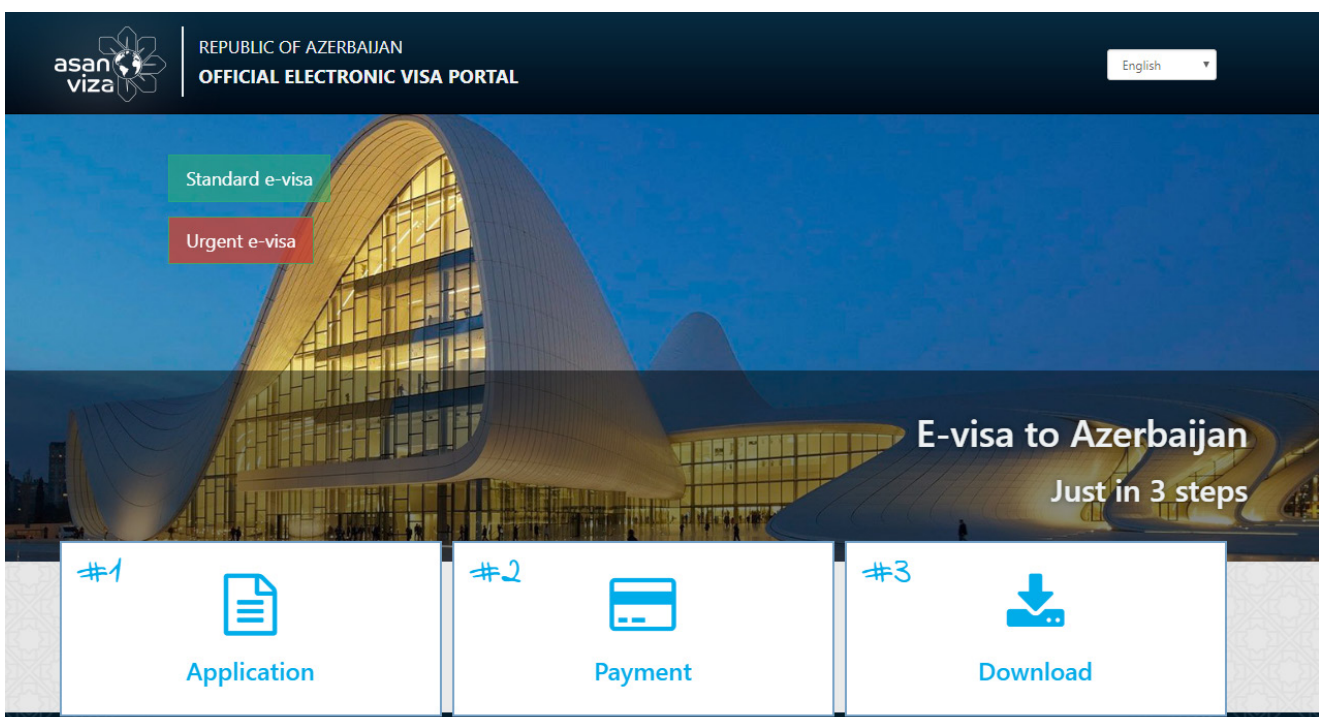 asan
viza
REPUBLIC OF AZERBAIJAN
OFFICIAL ELECTRONIC VISA PORTAL
English
Standard e-visa
Urgent e-visa
E-visa to Azerbaijan
Just in 3 steps
#1
Application
#2
Payment
#3
Download